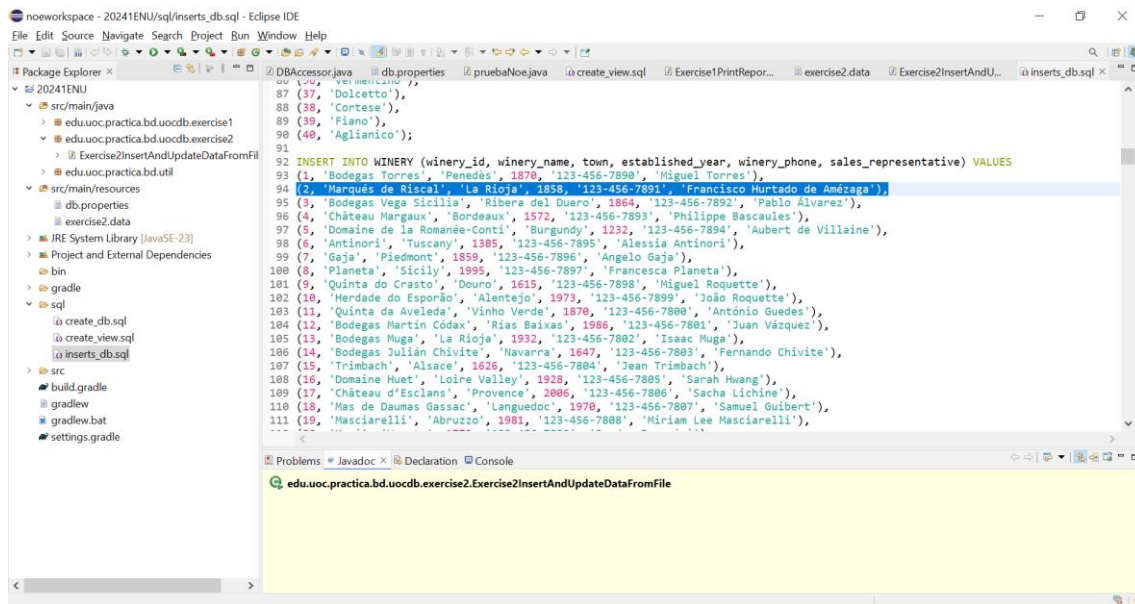 noeworkspace - 20241ENU/sql/inserts_db.sql - Eclipse IDE
File Edit Source Navigate Search Project Run Window Help
Package Explorer
DBAccessor.java db.properties pruebaNoe.java create_view.sql Exercise1PrintRepor... exercise2.data Exercise2InsertAndU... inserts_db.sql
20241ENU
src/main/java
edu.uoc.practica.bd.uocdb.exercise1
edu.uoc.practica.bd.uocdb.exercise2
Exercise2InsertAndUpdateDataFromFil
edu.uoc.practica.bd.util
src/main/resources
db.properties
exercise2.data
JRE System Library [JavaSE-23]
Project and External Dependencies
bin
gradle
sql
create_db.sql
create_view.sql
inserts_db.sql
src
build.gradle
gradlew
gradlew.bat
settings.gradle
87 (37, 'Dolcetto'),
88 (38, 'Cortese'),
89 (39, 'Fiano'),
90 (40, 'Aglianico');
91
92 INSERT INTO WINERY (winery_id, winery_name, town, established_year, winery_phone, sales_representative) VALUES
93 (1, 'Bodegas Torres', 'Penedès', 1870, '123-456-7890', 'Miguel Torres'),
94 (2, 'Marqués de Riscal', 'La Rioja', 1858, '123-456-7891', 'Francisco Hurtado de Amézaga'),
95 (3, 'Bodegas Vega Sicilia', 'Ribera del Duero', 1864, '123-456-7892', 'Pablo Álvarez'),
96 (4, 'Château Margaux', 'Bordeaux', 1572, '123-456-7893', 'Philippe Bascaules'),
97 (5, 'Domaine de la Romanée-Conti', 'Burgundy', 1232, '123-456-7894', 'Aubert de Villaine'),
98 (6, 'Antinori', 'Tuscany', 1385, '123-456-7895', 'Alessia Antinori'),
99 (7, 'Gaja', 'Piedmont', 1859, '123-456-7896', 'Angelo Gaja'),
100 (8, 'Planeta', 'Sicily', 1995, '123-456-7897', 'Francesca Planeta'),
101 (9, 'Quinta do Crasto', 'Douro', 1615, '123-456-7898', 'Miguel Roquette'),
102 (10, 'Herdade do Esporão', 'Alentejo', 1973, '123-456-7899', 'João Roquette'),
103 (11, 'Quinta da Aveleda', 'Vinho Verde', 1870, '123-456-7800', 'António Guedes'),
104 (12, 'Bodegas Martín Códax', 'Rías Baixas', 1986, '123-456-7801', 'Juan Vázquez'),
105 (13, 'Bodegas Muga', 'La Rioja', 1932, '123-456-7802', 'Isaac Muga'),
106 (14, 'Bodegas Julián Chivite', 'Navarra', 1647, '123-456-7803', 'Fernando Chivite'),
107 (15, 'Trimbach', 'Alsace', 1626, '123-456-7804', 'Jean Trimbach'),
108 (16, 'Domaine Huet', 'Loire Valley', 1928, '123-456-7805', 'Sarah Hwang'),
109 (17, 'Château d'Esclans', 'Provence', 2006, '123-456-7806', 'Sacha Lichine'),
110 (18, 'Mas de Daumas Gassac', 'Languedoc', 1970, '123-456-7807', 'Samuel Guibert'),
111 (19, 'Masciarelli', 'Abruzzo', 1981, '123-456-7808', 'Miriam Lee Masciarelli'),
Problems Javadoc Declaration Console
edu.uoc.practica.bd.uocdb.exercise2.Exercise2InsertAndUpdateDataFromFile